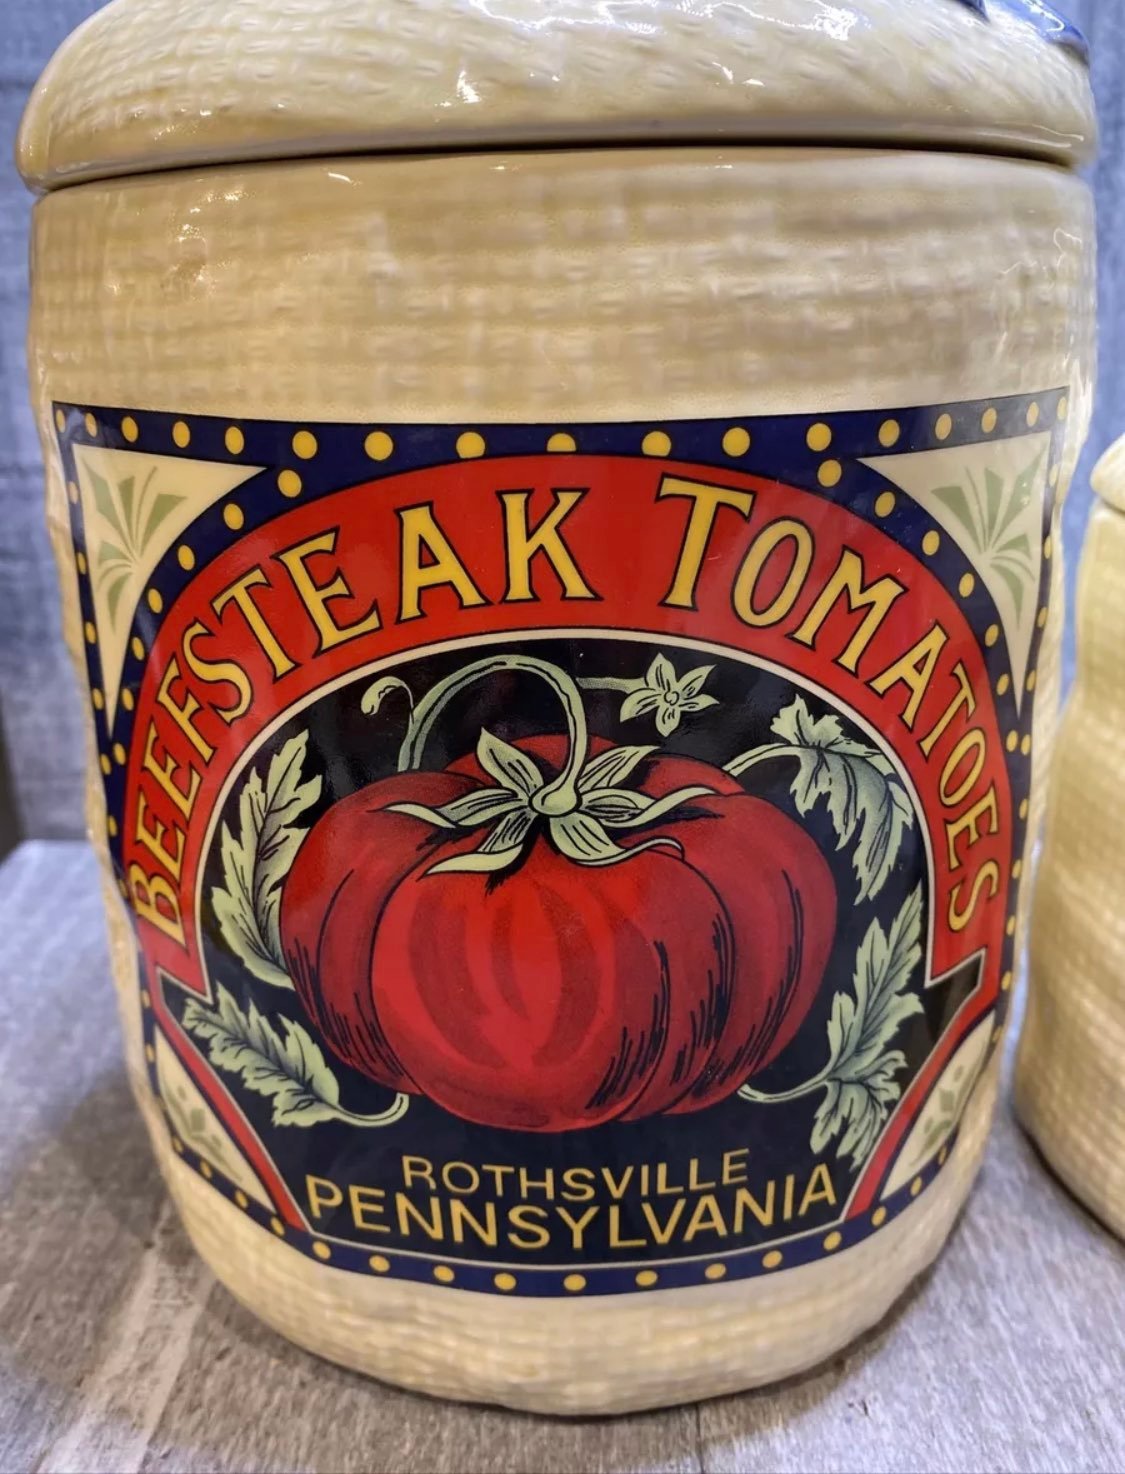 BEEFSTEAK TOMATOES
ROTHSVILLE
PENNSYLVANIA